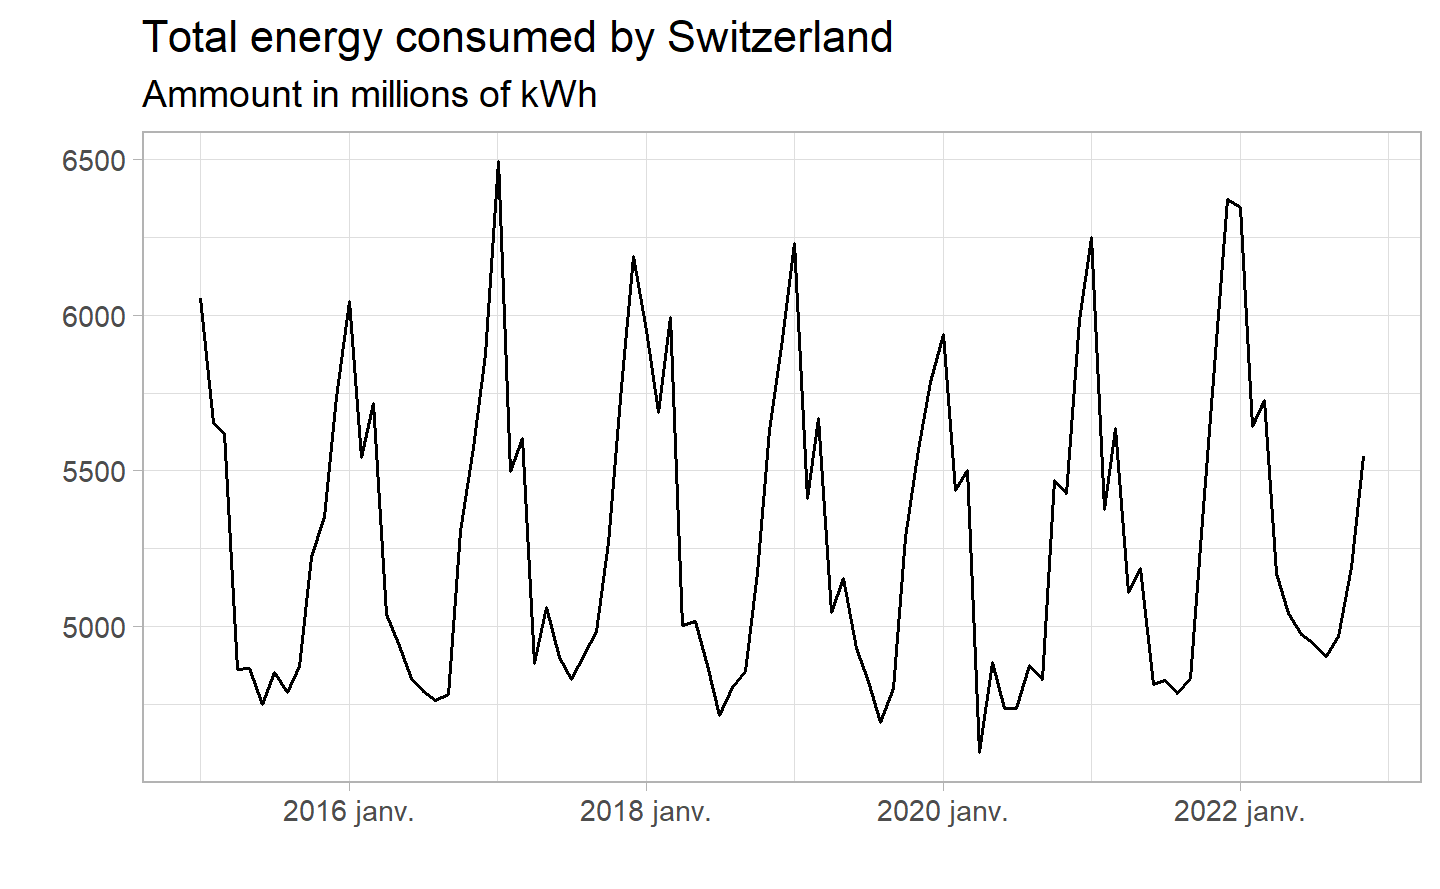 Total energy consumed by Switzerland
Ammount in millions of kWh
6500
6000
5500
5000
2016 janv.
2018 janv.
2020 janv.
2022 janv.